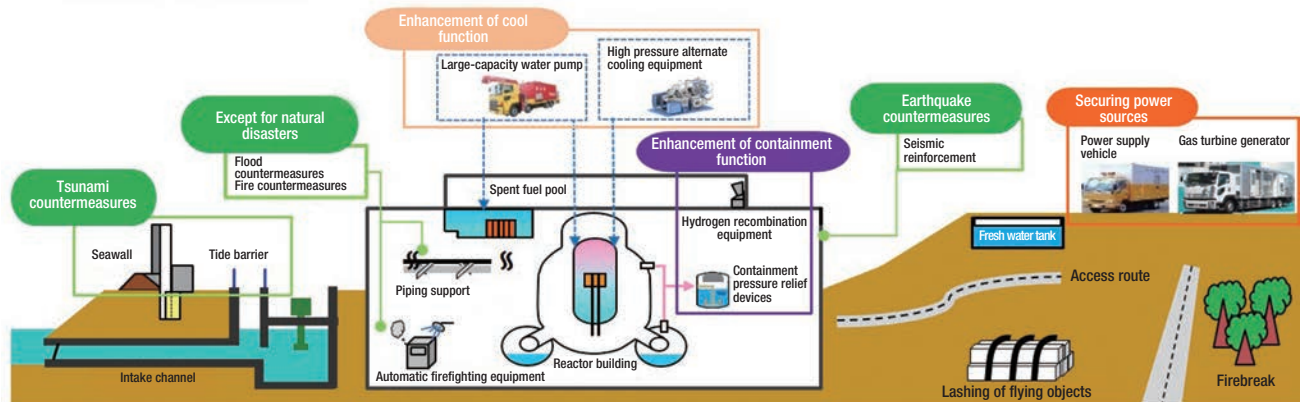 Enhancement of cool
function
Large-capacity water pump
High pressure alternate
cooling equipment
Except for natural
disasters
Flood
countermeasures
Fire countermeasures
Earthquake
countermeasures
Seismic
reinforcement
Securing power
sources
Power supply
vehicle
Gas turbine generator
Enhancement of containment
function
Tsunami
countermeasures
Seawall
Tide barrier
Spent fuel pool
Hydrogen recombination
equipment
Fresh water tank
Piping support
Containment
pressure relief
devices
Access route
Intake channel
Automatic firefighting equipment
Reactor building
Lashing of flying objects
Firebreak